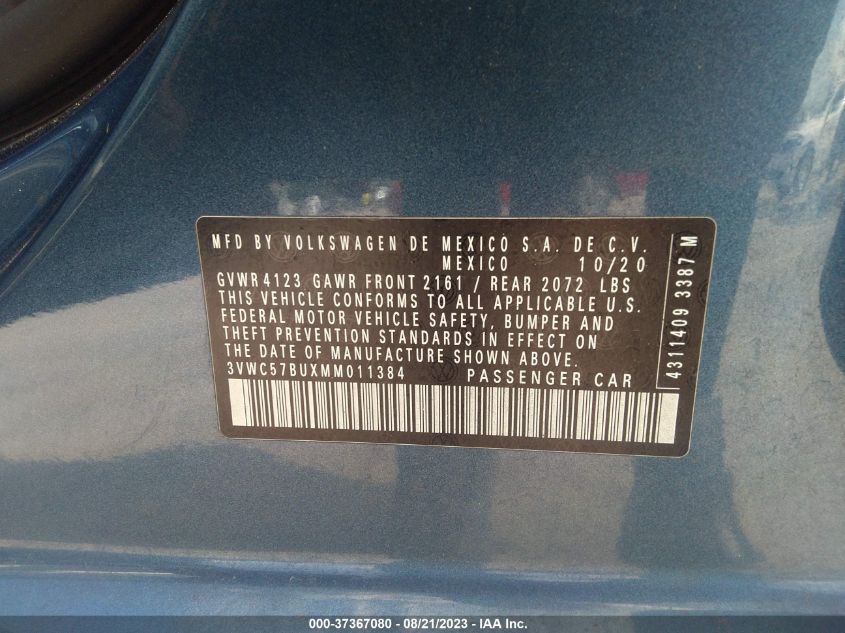 MFD BY VOLKSWAGEN DE MEXICO S.A. DE C.V.
MEXICO 10/20
GVWR 4123 GAWR FRONT 2161 / REAR 2072 LBS
THIS VEHICLE CONFORMS TO ALL APPLICABLE U.S.
FEDERAL MOTOR VEHICLE SAFETY, BUMPER AND
THEFT PREVENTION STANDARDS IN EFFECT ON
THE DATE OF MANUFACTURE SHOWN ABOVE.
3VWC57BUXMM011384 PASSENGER CAR
4311409 3387 M
000-37367080 - 08/21/2023 - IAAI.com